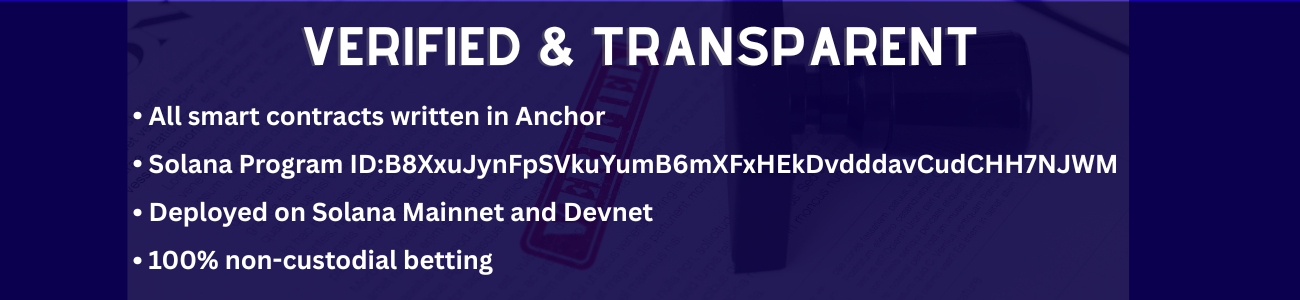 VERIFIED & TRANSPARENT
• All smart contracts written in Anchor
• Solana Program ID:B8XxuJynFpSVkuYumB6mXFxHEkDvdddavCudCHH7NJWM
• Deployed on Solana Mainnet and Devnet
• 100% non-custodial betting
VERIFIED